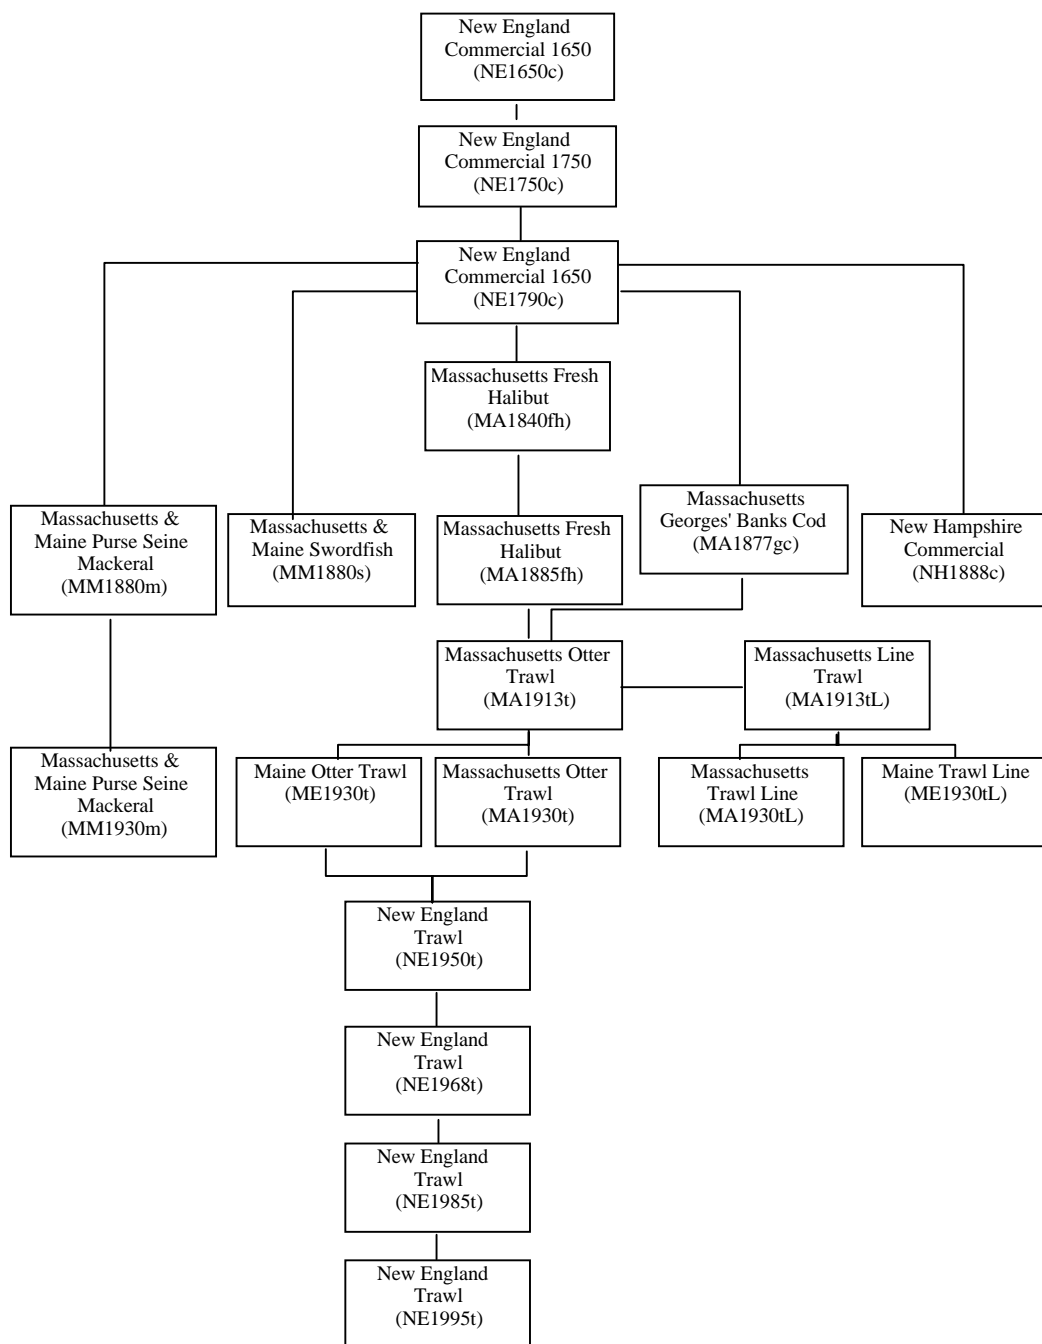 New England
Commercial 1650
(NE1650c)
New England
Commercial 1750
(NE1750c)
New England
Commercial 1650
(NE1790c)
Massachusetts Fresh
Halibut
(MA1840fh)
Massachusetts &
Maine Purse Seine
Mackeral
(MM1880m)
Massachusetts &
Maine Swordfish
(MM1880s)
Massachusetts Fresh
Halibut
(MA1885fh)
Massachusetts
Georges' Banks Cod
(MA1877gc)
New Hampshire
Commercial
(NH1888c)
Massachusetts Otter
Trawl
(MA1913t)
Massachusetts Line
Trawl
(MA1913tL)
Massachusetts &
Maine Purse Seine
Mackeral
(MM1930m)
Maine Otter Trawl
(ME1930t)
Massachusetts Otter
Trawl
(MA1930t)
Massachusetts
Trawl Line
(MA1930tL)
Maine Trawl Line
(ME1930tL)
New England
Trawl
(NE1950t)
New England
Trawl
(NE1968t)
New England
Trawl
(NE1985t)
New England
Trawl
(NE1995t)